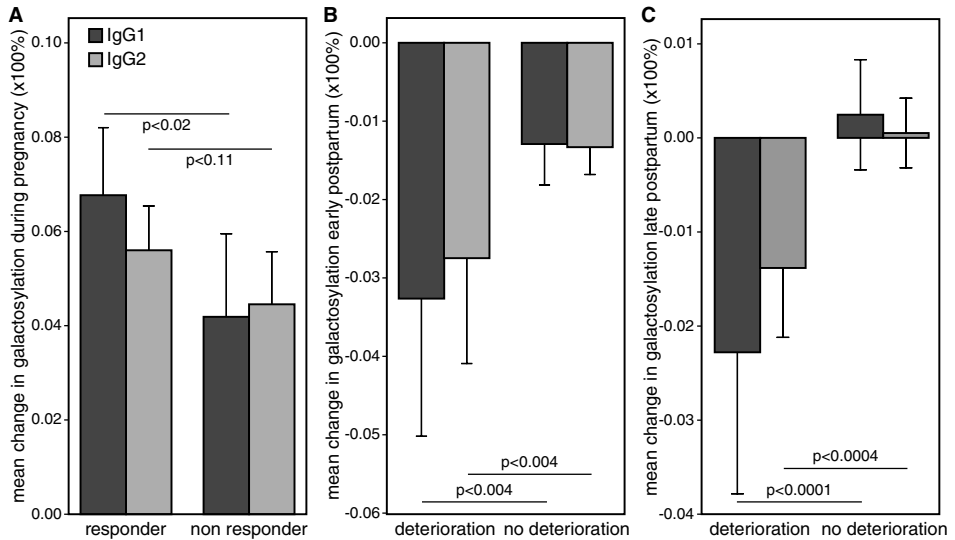 A
mean change in galactosylation during pregnancy (x100%)
0.10
0.08
0.06
0.04
0.02
0.00
IgG1
IgG2
p<0.02
p<0.11
responder
non responder
B
mean change in galactosylation early postpartum (x100%)
0.00
-0.01
-0.02
-0.03
-0.04
-0.05
-0.06
p<0.004
p<0.004
deterioration
no deterioration
C
mean change in galactosylation late postpartum (x100%)
0.01
0.00
-0.01
-0.02
-0.03
-0.04
p<0.0004
p<0.0001
deterioration
no deterioration